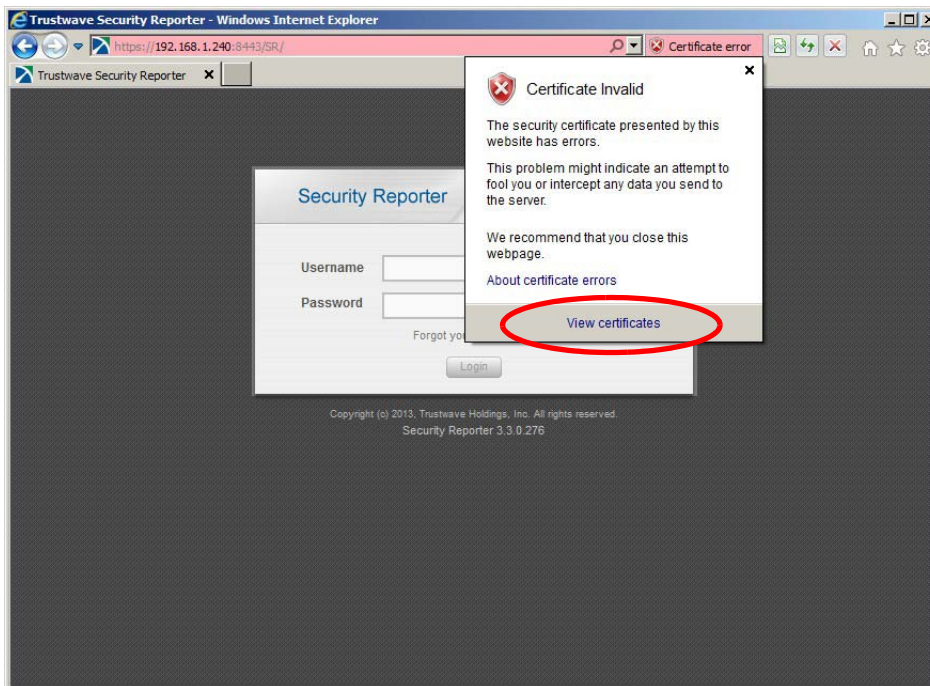 Trustwave Security Reporter - Windows Internet Explorer
https://192.168.1.240:8443/SR/
Certificate error
Trustwave Security Reporter
Certificate Invalid
The security certificate presented by this
website has errors.
This problem might indicate an attempt to
fool you or intercept any data you send to
the server.
We recommend that you close this
webpage.
About certificate errors
View certificates
Security Reporter
Username
Password
Forgot you
Login
Copyright (c) 2013, Trustwave Holdings, Inc. All rights reserved.
Security Reporter 3.3.0.276